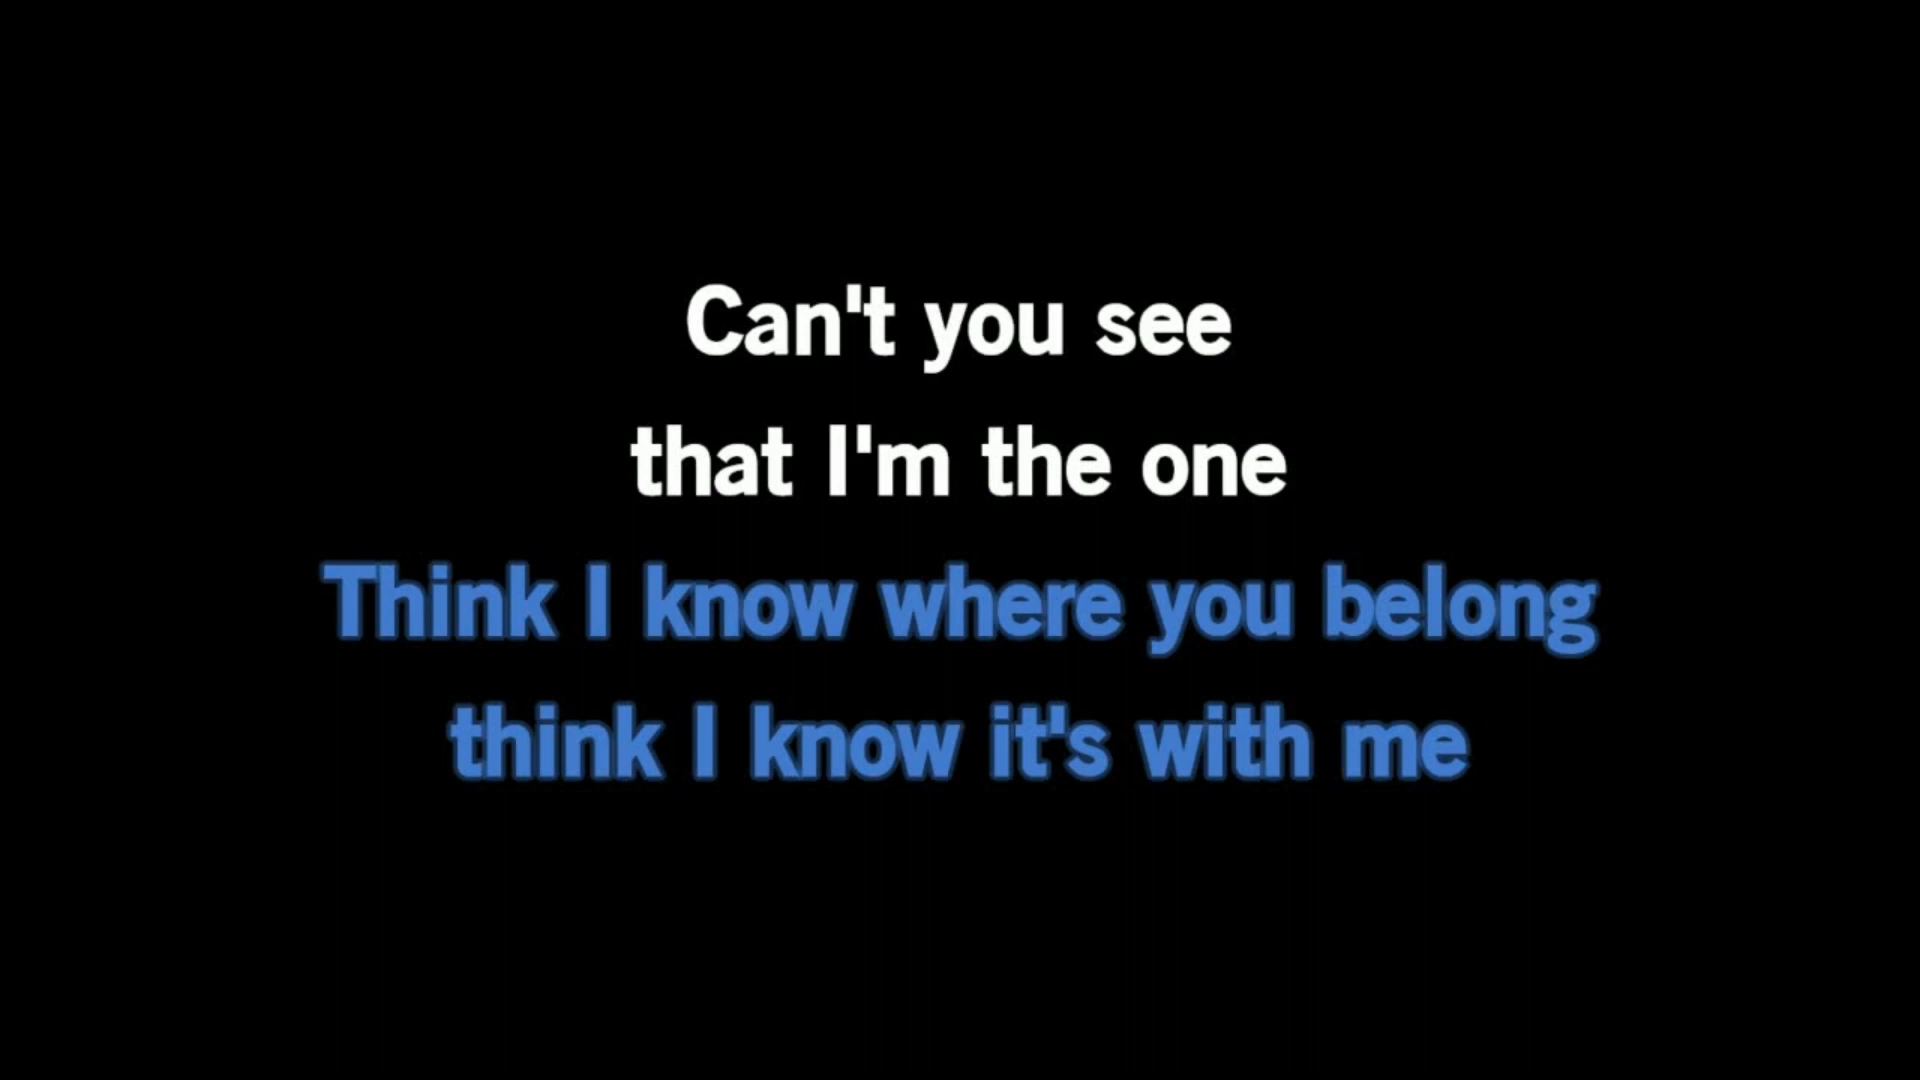 Can't you see
that I'm the one
Think I know where you belong
think I know it's with me